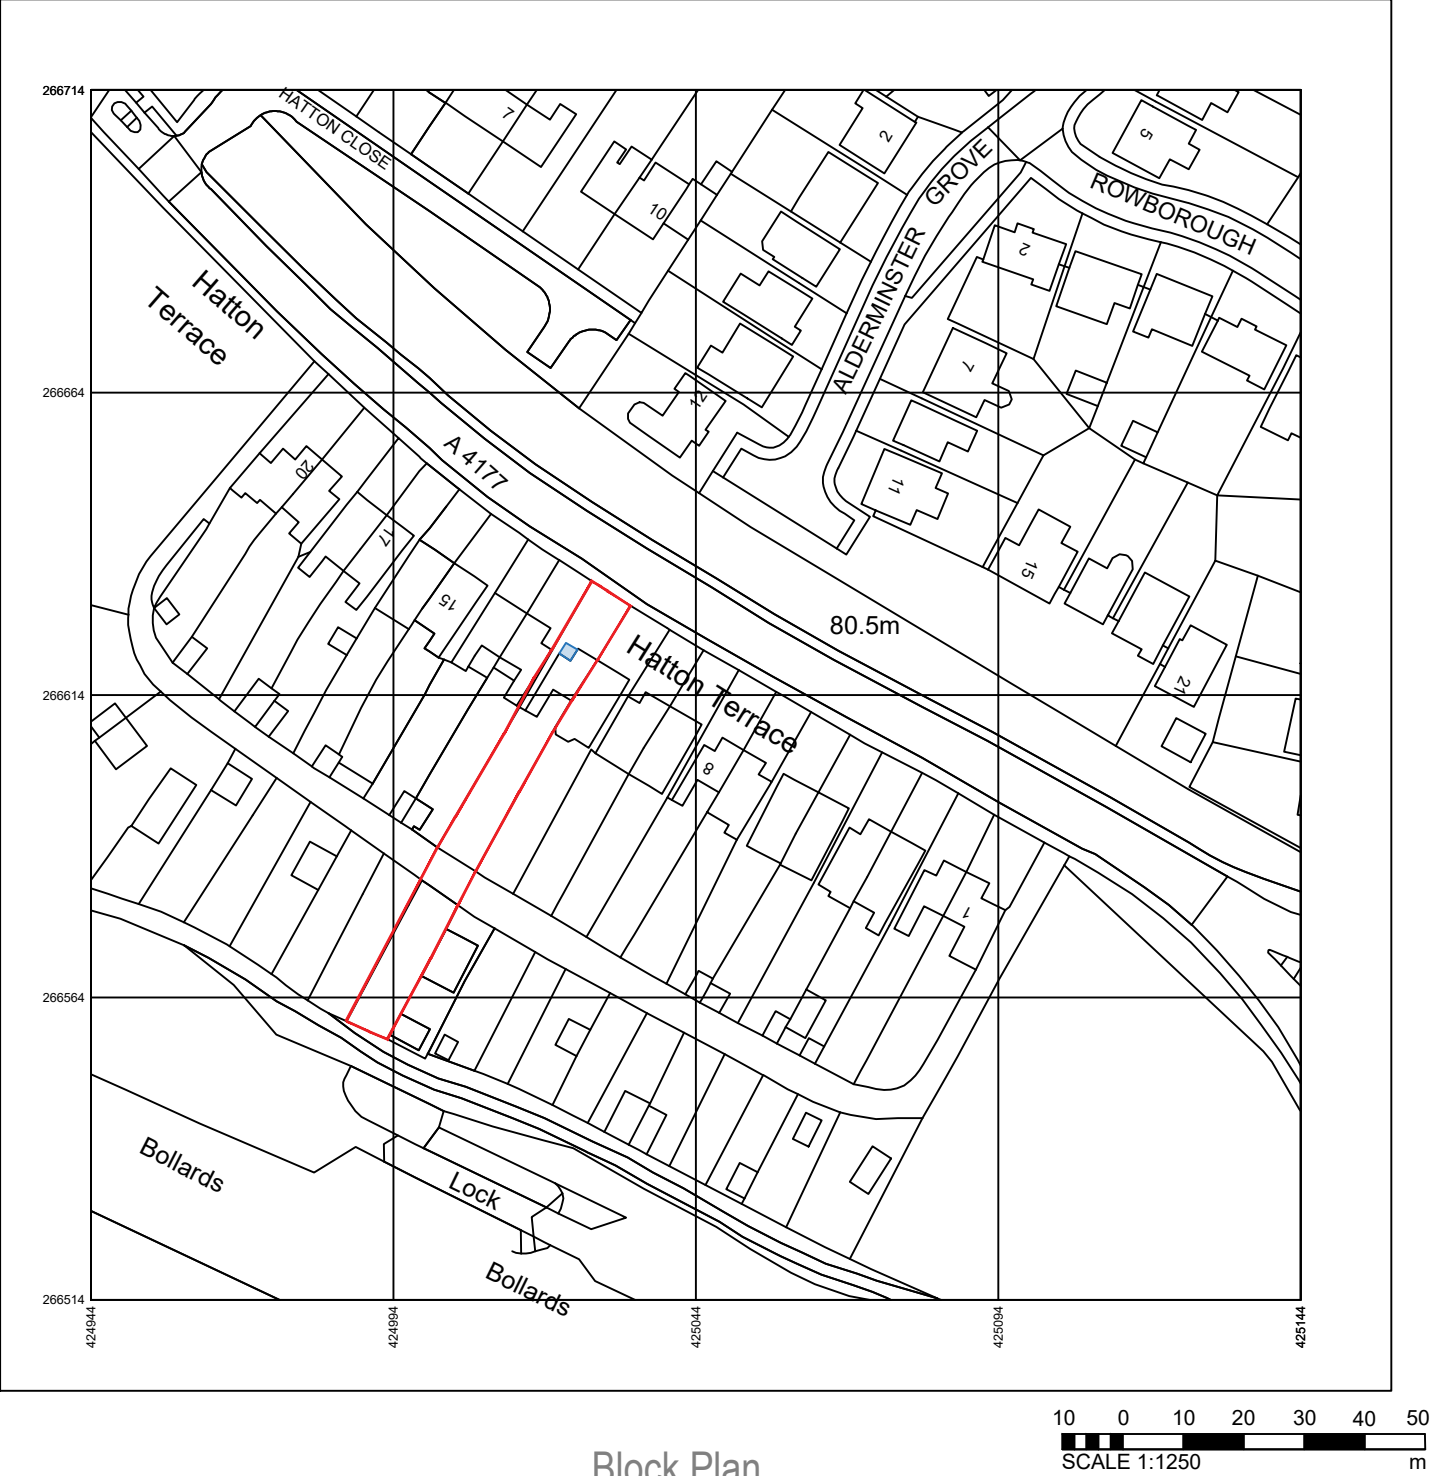 266714
HATTON CLOSE
7
2
5
GROVE
ROWBOROUGH
10
ALDERMINSTER
2
Hatton
Terrace
7
266664
12
A 4177
20
11
17
15
15
80.5m
Hatton Terrace
266614
21
8
1
266564
Bollards
Lock
Bollards
266514
424944
424994
425044
425094
425144
10 0 10 20 30 40 50
SCALE 1:1250 m
Block Plan